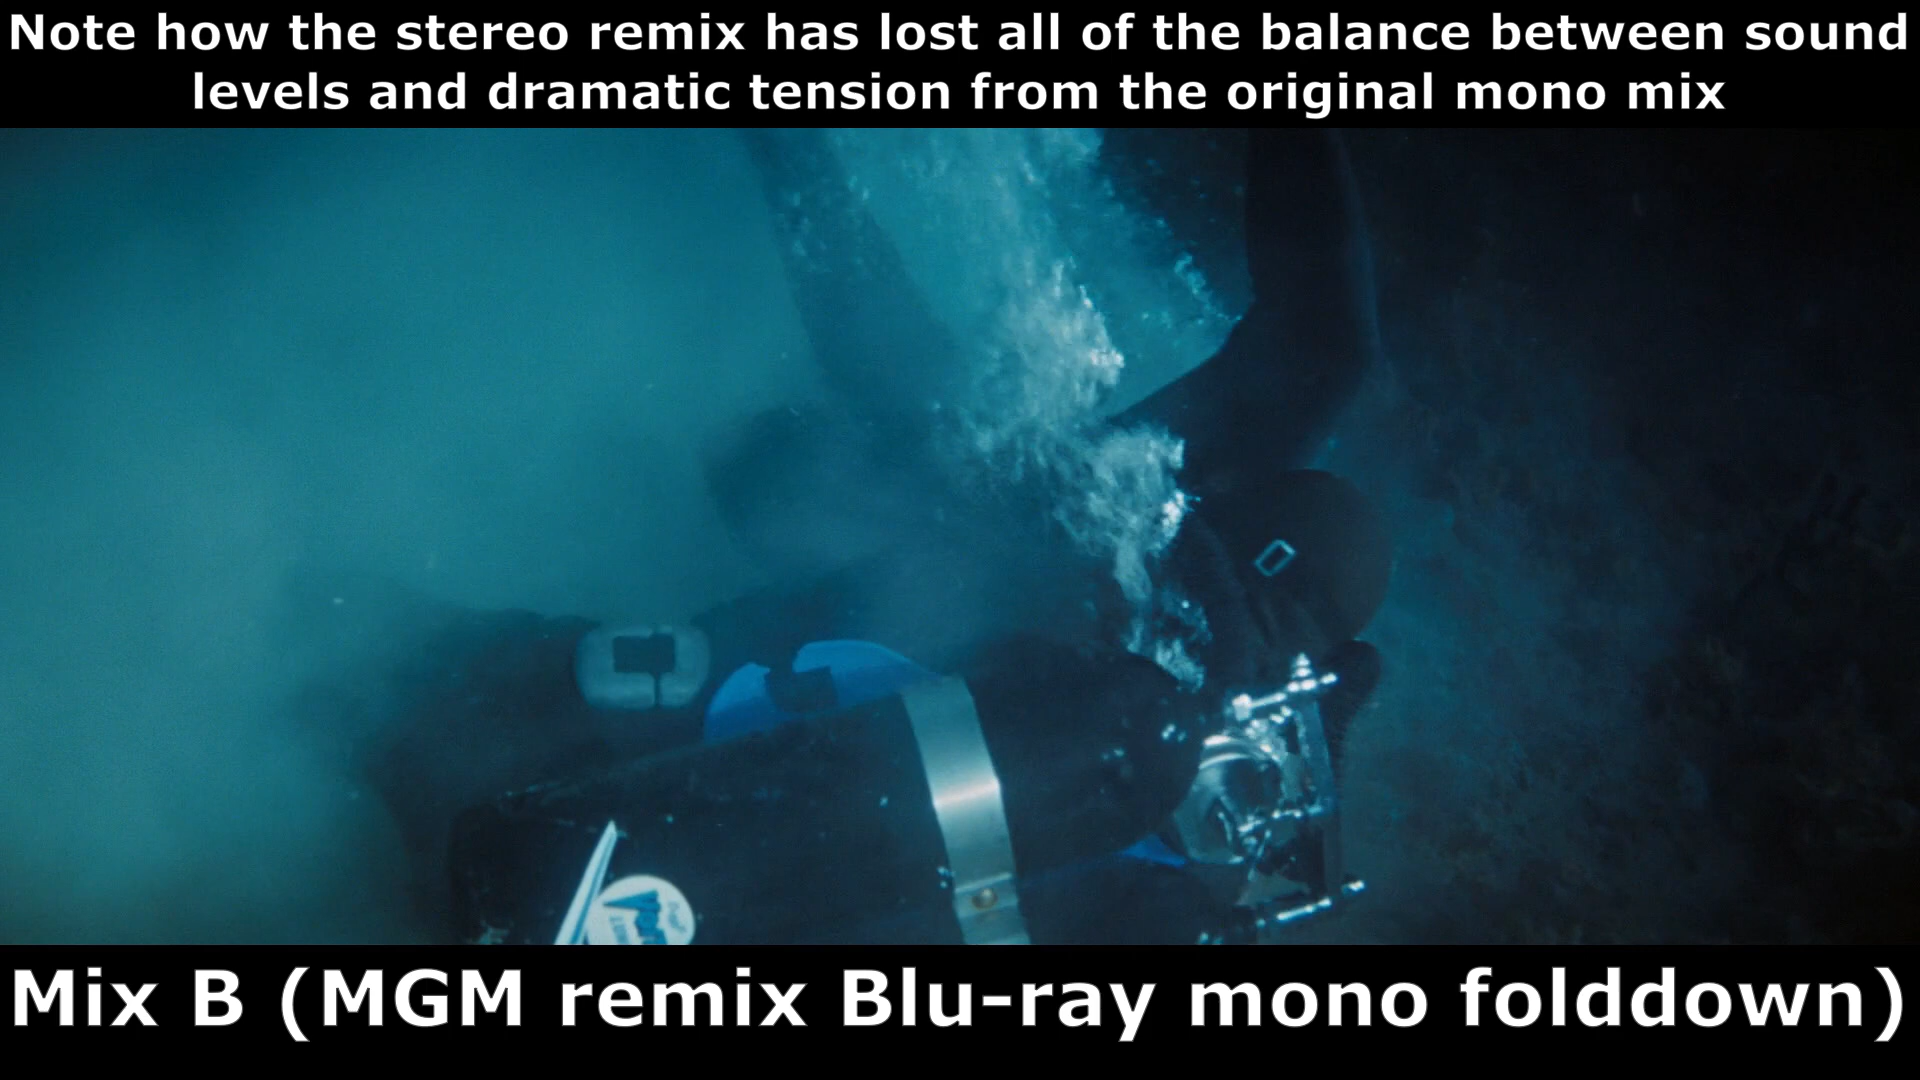 Note how the stereo remix has lost all of the balance between sound
levels and dramatic tension from the original mono mix
Mix B (MGM remix Blu-ray mono folddown)